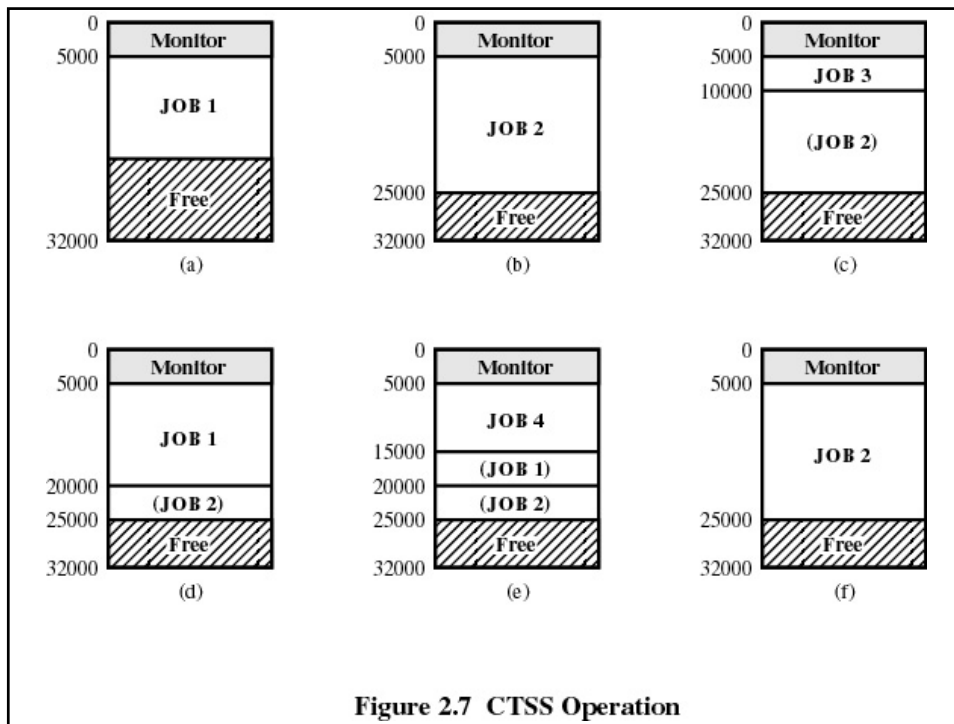 0
Monitor
5000
JOB 1
Free
32000
(a)
0
Monitor
5000
JOB 2
25000
Free
32000
(b)
0
Monitor
5000
JOB 3
10000
(JOB 2)
25000
Free
32000
(c)
0
Monitor
5000
JOB 1
20000
(JOB 2)
25000
Free
32000
(d)
0
Monitor
5000
JOB 4
15000
(JOB 1)
20000
(JOB 2)
25000
Free
32000
(e)
0
Monitor
5000
JOB 2
25000
Free
32000
(f)
Figure 2.7 CTSS Operation